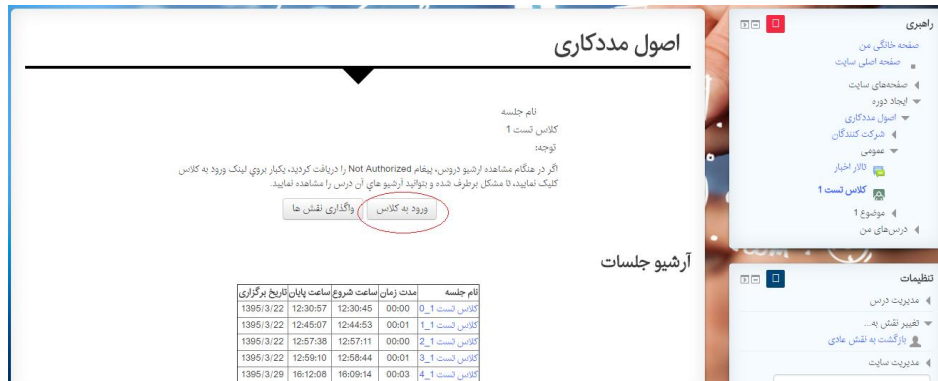 اصول مددکاری
نام جلسه
کلاس تست 1
توجه:
اگر در هنگام مشاهده ارشیو دروس، پیغام Not Authorized را دریافت کردید، یکبار بروي لینک ورود به کلاس
کلیک نمایید، تا مشکل برطرف شده و بتوانید آرشیو هاي آن درس را مشاهده نمایید.
ورود به کلاس واگذاری نقش ها
آرشیو جلسات
نام جلسه مدت زمان ساعت شروع ساعت پایان تاریخ برگزاری
کلاس تست 1_0 00:00 12:30:45 12:30:57 1395/3/22
کلاس تست 1_1 00:01 12:44:53 12:45:07 1395/3/22
کلاس تست 1_2 00:00 12:57:11 12:57:38 1395/3/22
کلاس تست 1_3 00:01 12:58:44 12:59:10 1395/3/22
کلاس تست 1_4 00:03 16:09:14 16:12:08 1395/3/29
راهبری
صفحه خانگی من
صفحه اصلی سایت
صفحه‌های سایت
ایجاد دوره
اصول مددکاری
شرکت کنندگان
عمومی
تالار اخبار
کلاس تست 1
موضوع 1
درس‌های من
تنظیمات
مدیریت درس
تغییر نقش به...
بازگشت به نقش عادی
مدیریت سایت